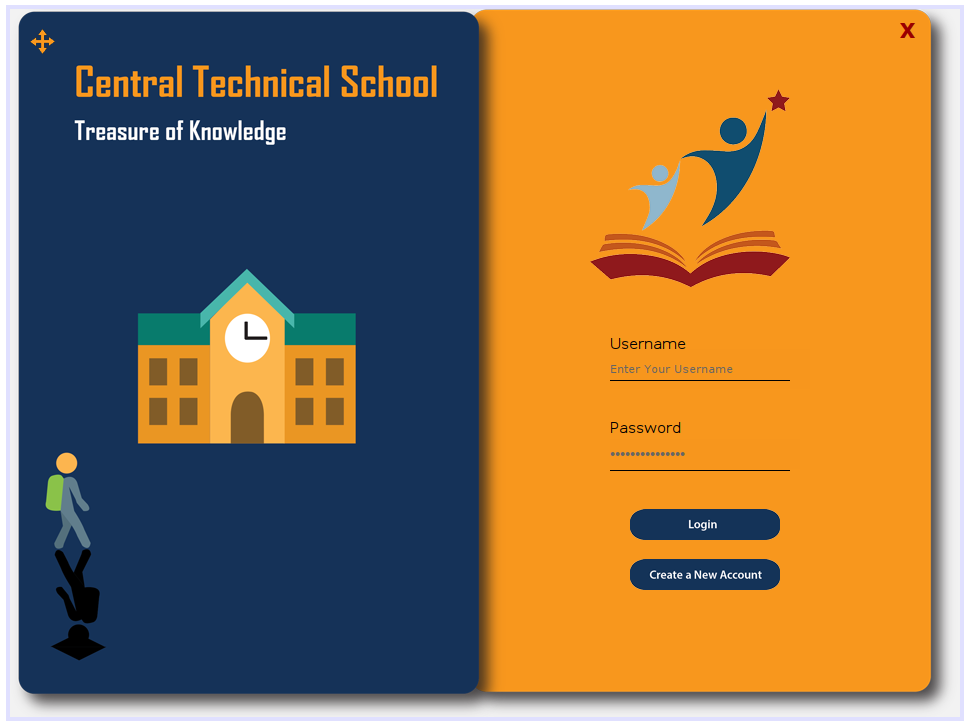 Central Technical School
Treasure of Knowledge
X
Username
Enter Your Username
Password
•••••••••••••••
Login
Create a New Account